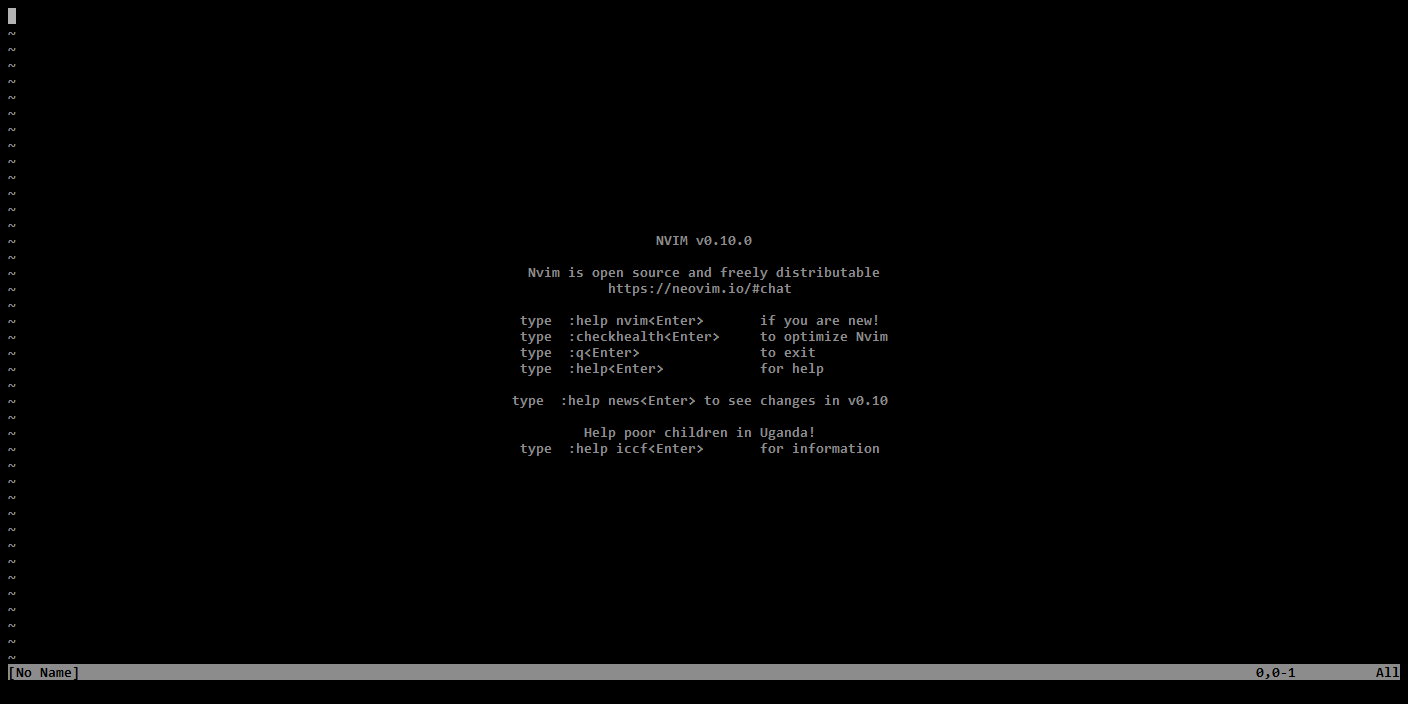 ~
~
~
~
~
~
~
~
~
~
~
~
~
~ NVIM v0.10.0
~
~ Nvim is open source and freely distributable
~ https://neovim.io/#chat
~
~ type :help nvim<Enter> if you are new!
~ type :checkhealth<Enter> to optimize Nvim
~ type :q<Enter> to exit
~ type :help<Enter> for help
~
~ type :help news<Enter> to see changes in v0.10
~
~ Help poor children in Uganda!
~ type :help iccf<Enter> for information
~
~
~
~
~
~
~
~
~
~
~
~
~
[No Name] 0,0-1 All